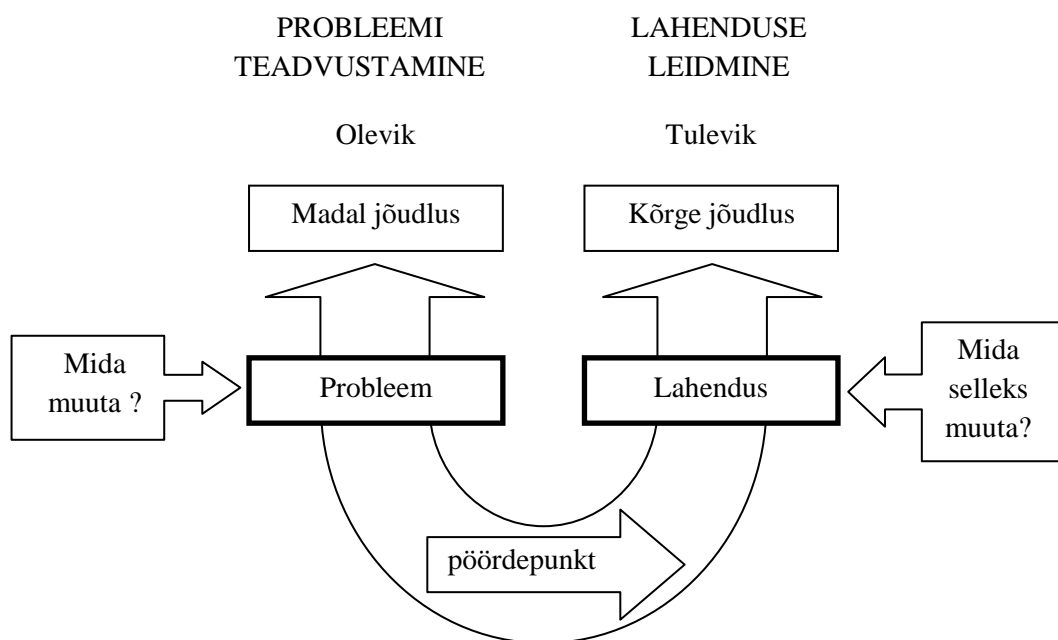 PROBLEEMI
TEADVUSTAMINE
LAHENDUSE
LEIDMINE
Olevik
Tulevik
Madal jõudlus
Kõrge jõudlus
Mida
muuta ?
Probleem
Lahendus
Mida
selleks
muuta?
pöördepunkt